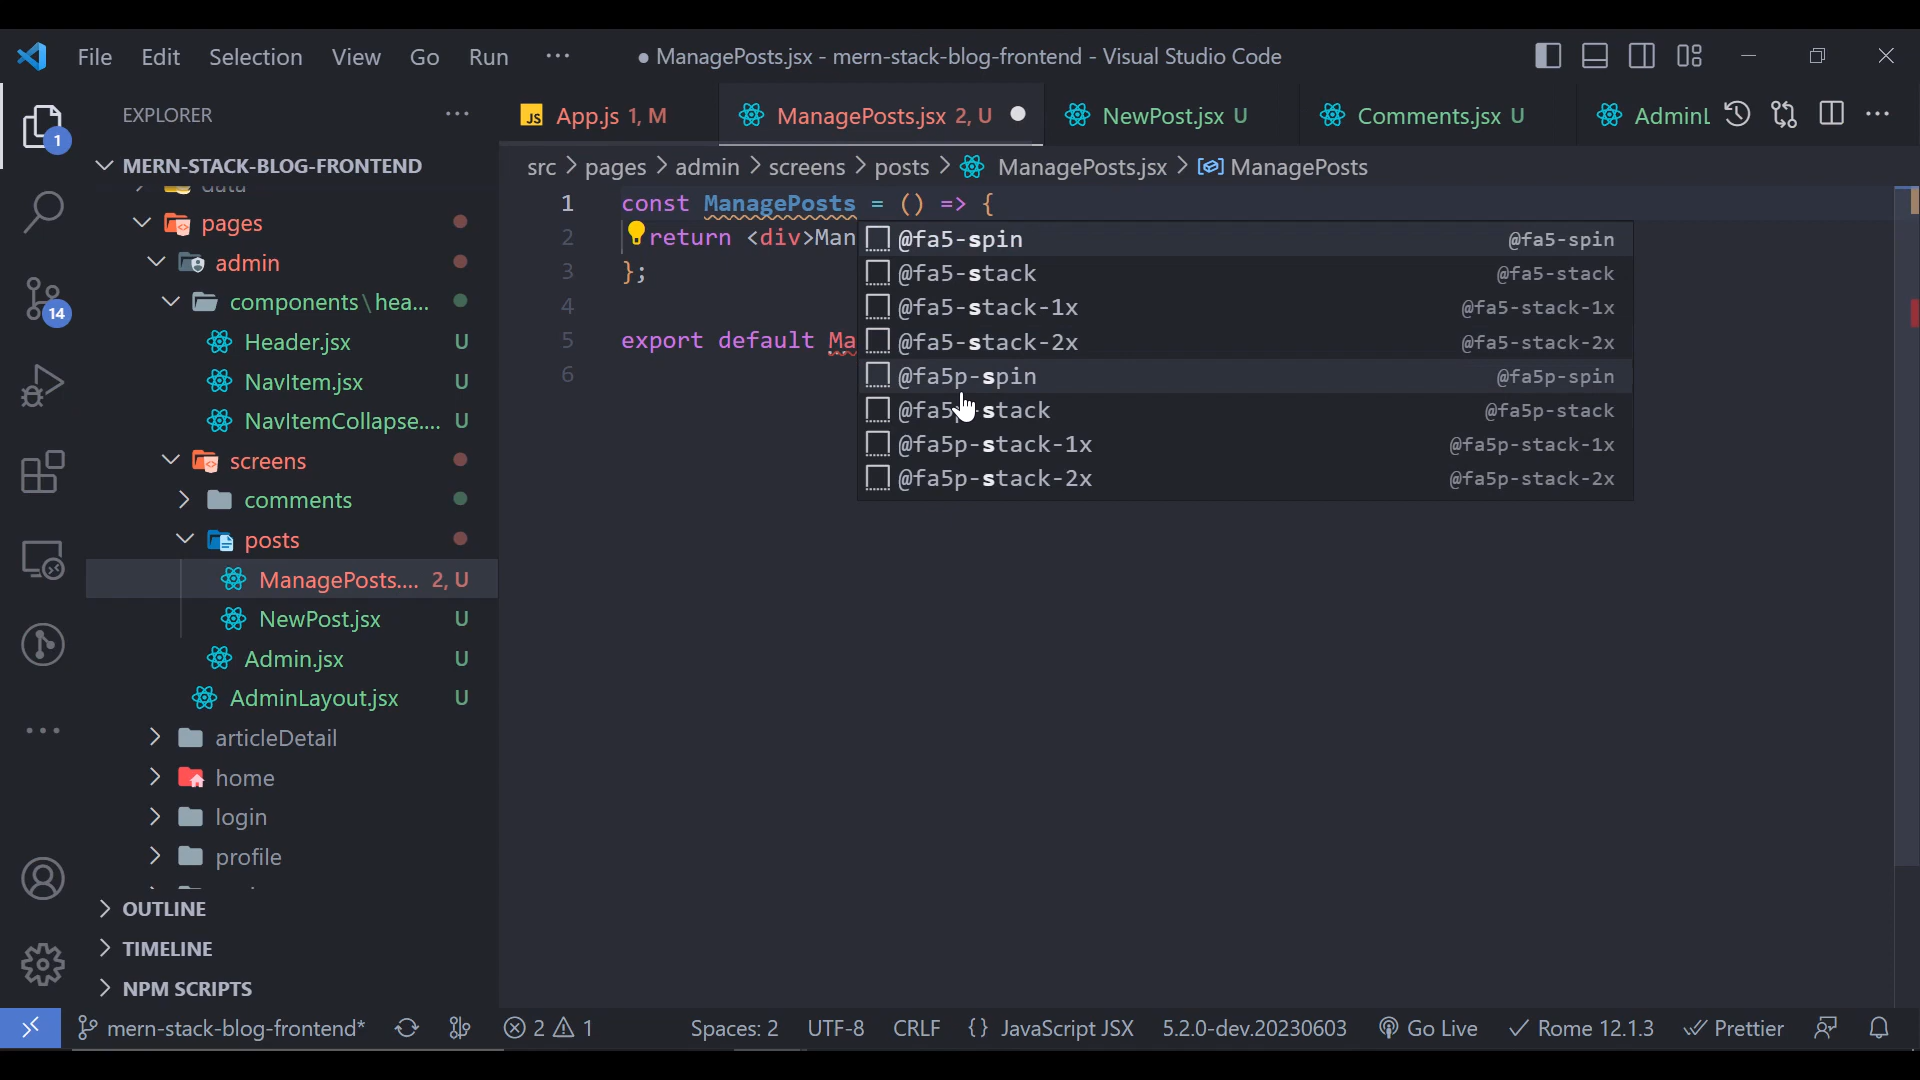 File Edit Selection View Go Run ··· ● ManagePosts.jsx - mern-stack-blog-frontend - Visual Studio Code
EXPLORER ···
JS App.js 1, M ManagePosts.jsx 2, U NewPost.jsx U Comments.jsx U AdminL ···
src > pages > admin > screens > posts > ManagePosts.jsx > ManagePosts
MERN-STACK-BLOG-FRONTEND
data
pages
admin
components\hea...
Header.jsx U
NavItem.jsx U
NavItemCollapse.... U
screens
comments
posts
ManagePosts.... 2, U
NewPost.jsx U
Admin.jsx U
AdminLayout.jsx U
articleDetail
home
login
profile
OUTLINE
TIMELINE
NPM SCRIPTS
1
14
1 const ManagePosts = () => {
2 return <div>Man
3 };
4
5 export default Ma
6
@fa5-spin @fa5-spin
@fa5-stack @fa5-stack
@fa5-stack-1x @fa5-stack-1x
@fa5-stack-2x @fa5-stack-2x
@fa5p-spin @fa5p-spin
@fa5p-stack @fa5p-stack
@fa5p-stack-1x @fa5p-stack-1x
@fa5p-stack-2x @fa5p-stack-2x
mern-stack-blog-frontend* 2 1 Spaces: 2 UTF-8 CRLF {} JavaScript JSX 5.2.0-dev.20230603 Go Live Rome 12.1.3 Prettier